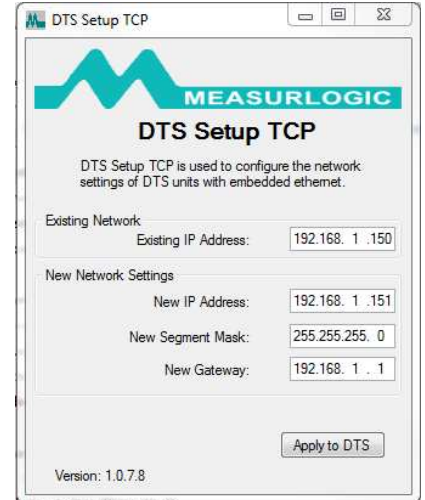 DTS Setup TCP
MEASURLOGIC
DTS Setup TCP
DTS Setup TCP is used to configure the network
settings of DTS units with embedded ethernet.
Existing Network
Existing IP Address: 192.168. 1 .150
New Network Settings
New IP Address: 192.168. 1 .151
New Segment Mask: 255.255.255. 0
New Gateway: 192.168. 1 . 1
Apply to DTS
Version: 1.0.7.8